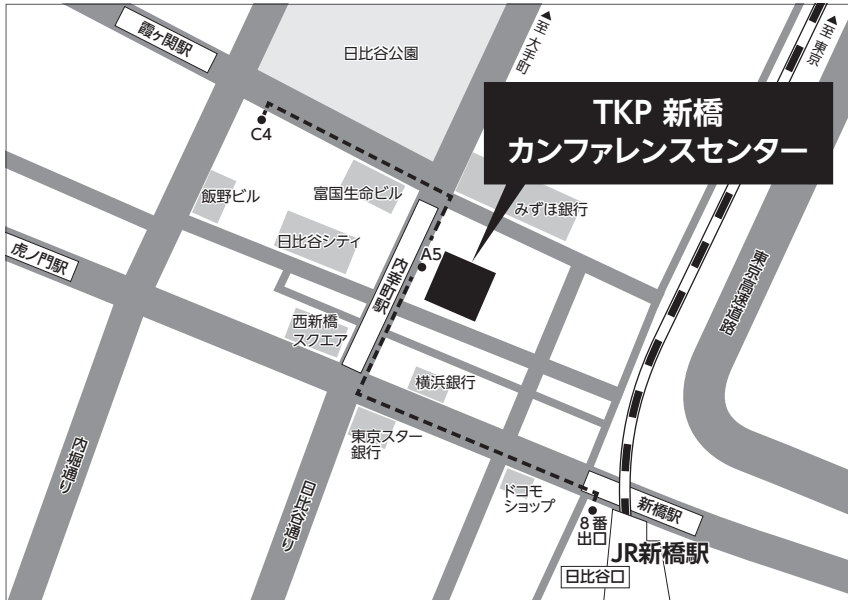 霞ヶ関駅
日比谷公園
▲至 大手町
▲至 東京
TKP 新橋
カンファレンスセンター
C4
飯野ビル
富国生命ビル
みずほ銀行
日比谷シティ
A5
虎ノ門駅
内幸町駅
東京高速道路
西新橋
スクエア
横浜銀行
東京スター
銀行
内堀通り
日比谷通り
ドコモ
ショップ
8番
出口
新橋駅
JR新橋駅
日比谷口